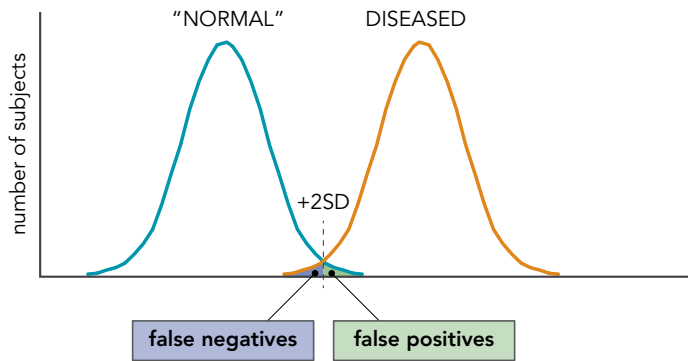 “NORMAL”
DISEASED
number of subjects
+2SD
false negatives
false positives